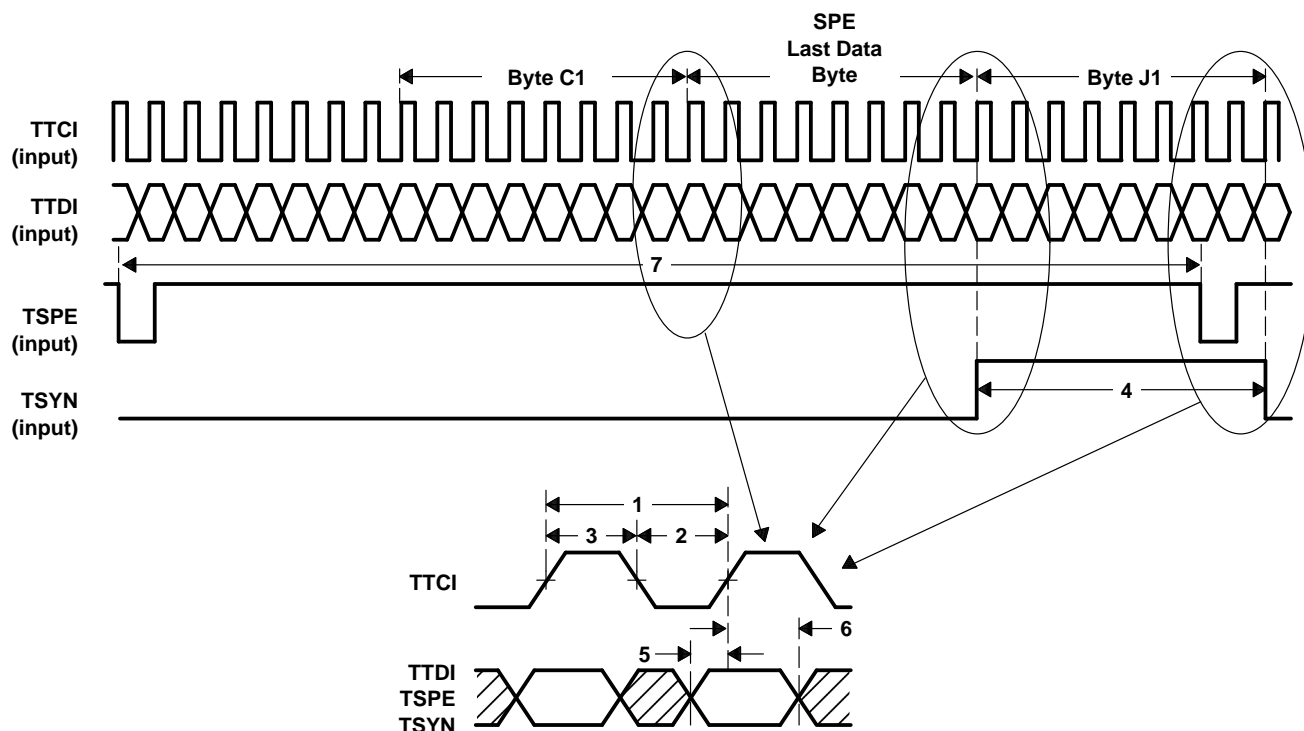 SPE
Last Data
Byte
Byte C1
Byte J1
TTCI
(input)
TTDI
(input)
7
TSPE
(input)
TSYN
(input)
4
1
3
2
TTCI
6
5
TTDI
TSPE
TSYN